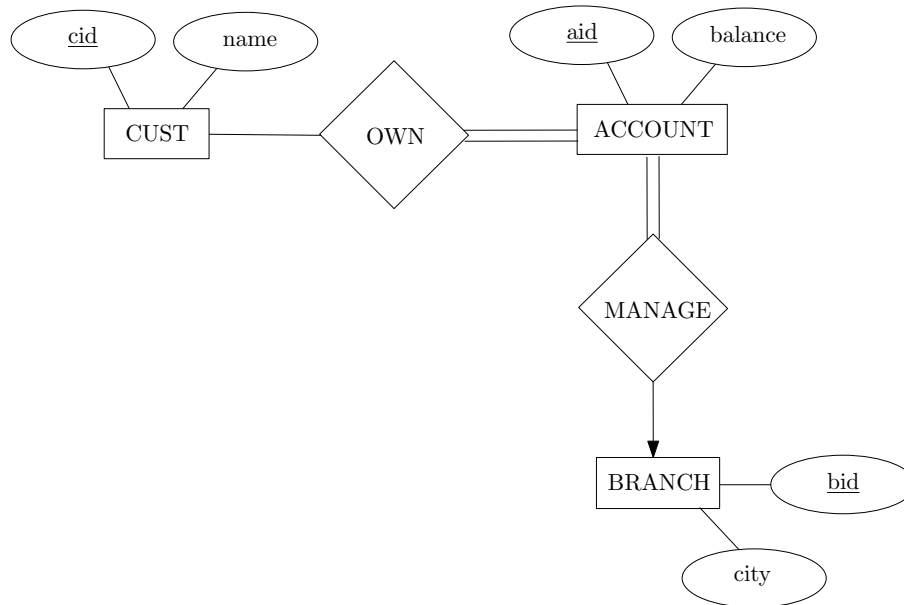 cid
name
aid
balance
CUST
OWN
ACCOUNT
MANAGE
BRANCH
bid
city